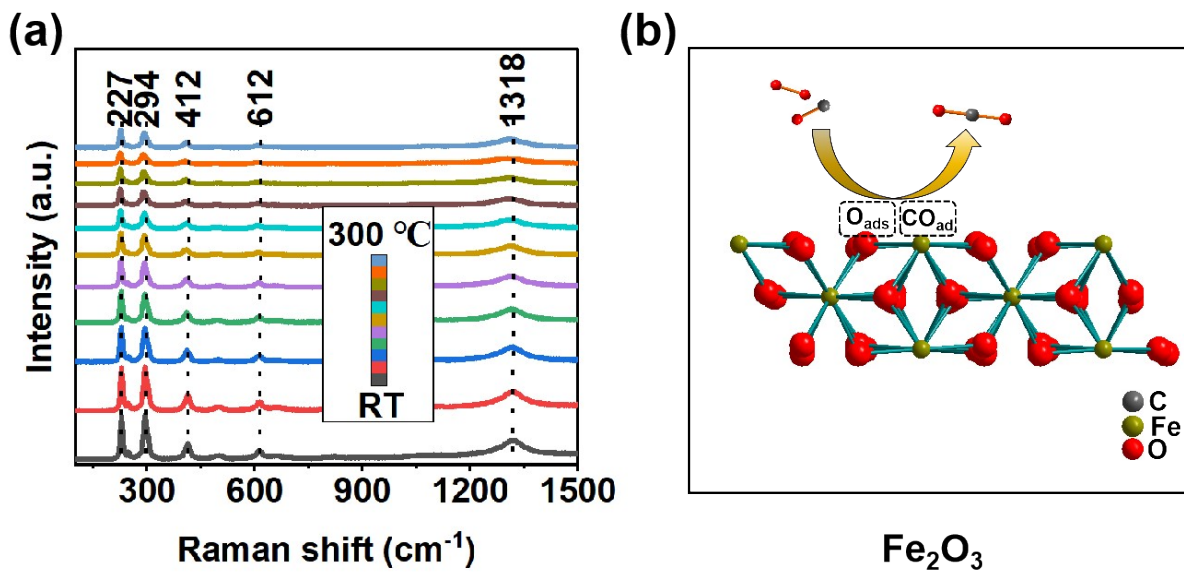 (a)
227
294
412
612
1318
Intensity (a.u.)
300 ℃
RT
300
600
900
1200
1500
Raman shift (cm⁻¹)
(b)
Oads
COad
C
Fe
O
Fe₂O₃